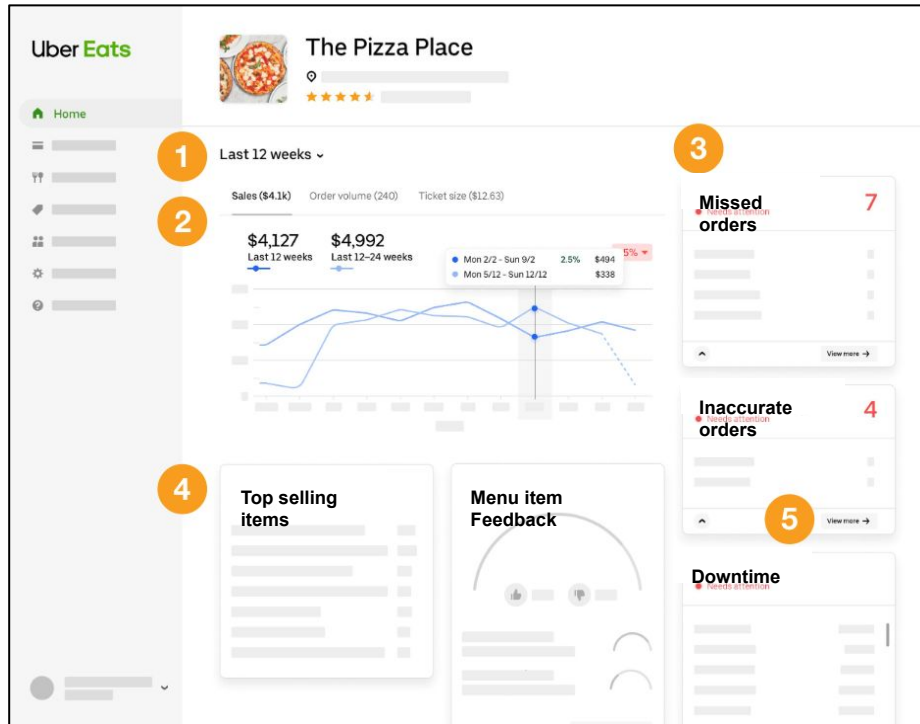 Uber Eats
The Pizza Place
Home
1
Last 12 weeks
2
Sales ($4.1k) Order volume (240) Ticket size ($12.63)
$4,127 $4,992
Last 12 weeks Last 12–24 weeks
5%
Mon 2/2 - Sun 9/2 2.5% $494
Mon 5/12 - Sun 12/12 $338
3
Missed 7
Needs attention
orders
View more →
Inaccurate 4
Needs attention
orders
5
View more →
Downtime
Needs attention
4
Top selling
items
Menu item
Feedback